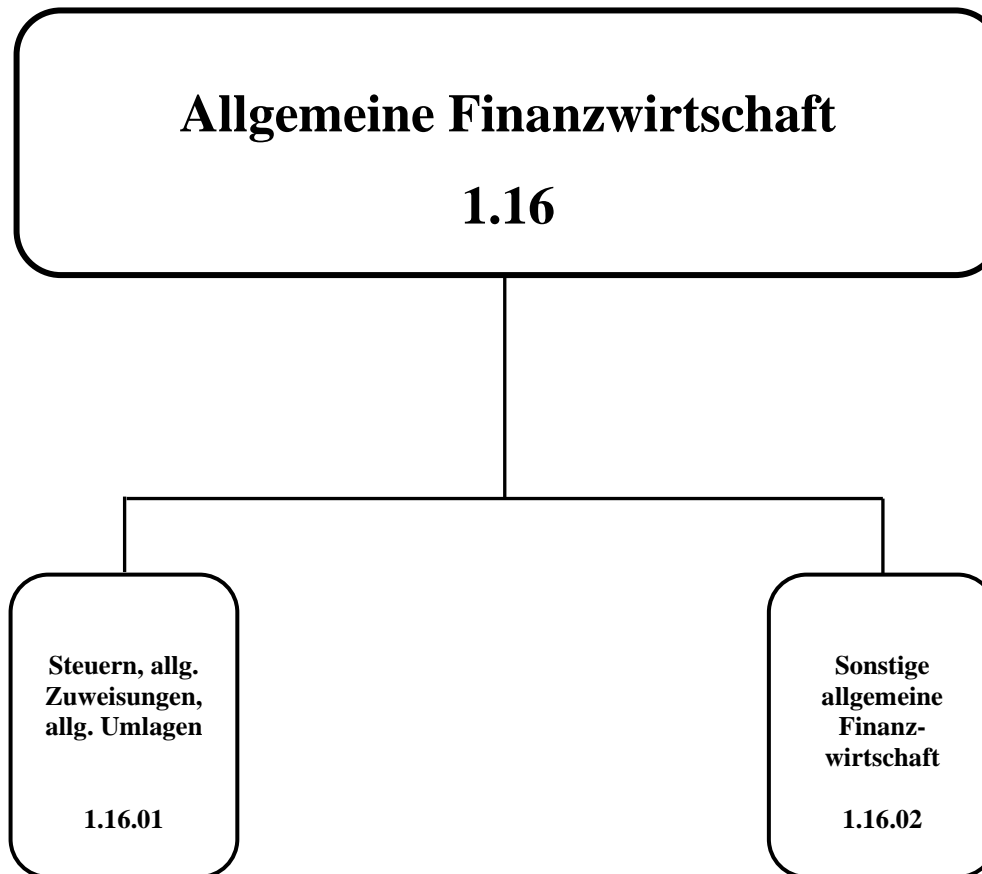 Allgemeine Finanzwirtschaft
1.16
Steuern, allg.
Zuweisungen,
allg. Umlagen
1.16.01
Sonstige
allgemeine
Finanz-
wirtschaft
1.16.02